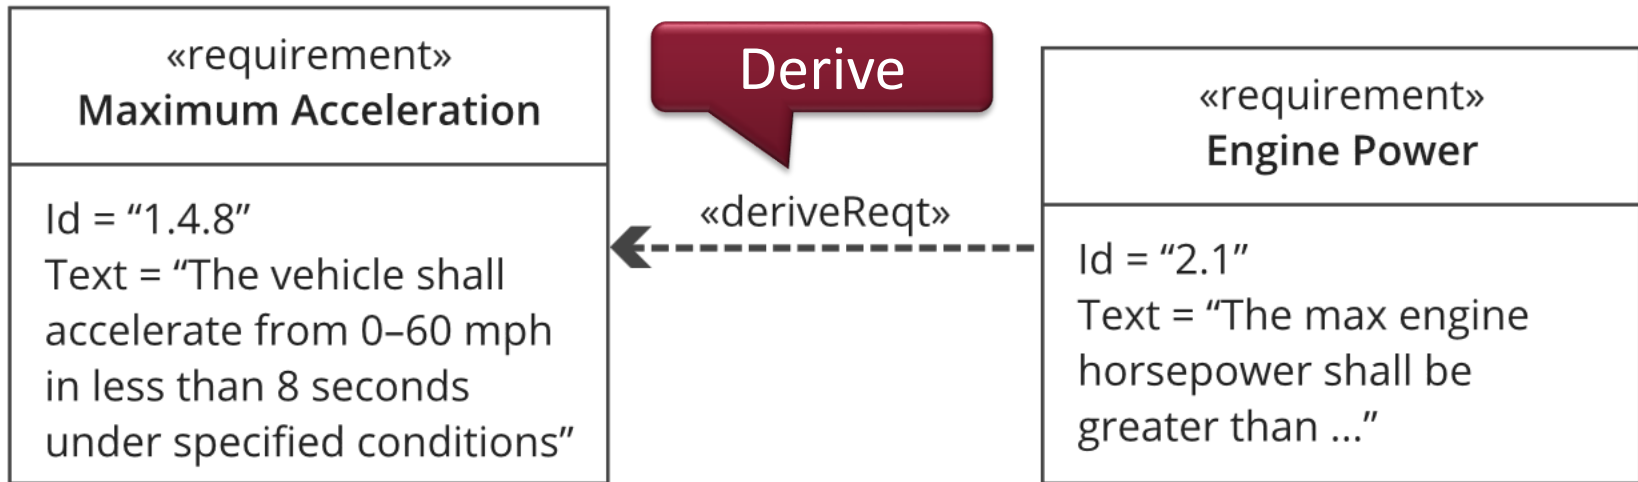 «requirement»
Maximum Acceleration
Id = “1.4.8”
Text = “The vehicle shall
accelerate from 0–60 mph
in less than 8 seconds
under specified conditions”
Derive
«deriveReqt»
«requirement»
Engine Power
Id = “2.1”
Text = “The max engine
horsepower shall be
greater than ...”